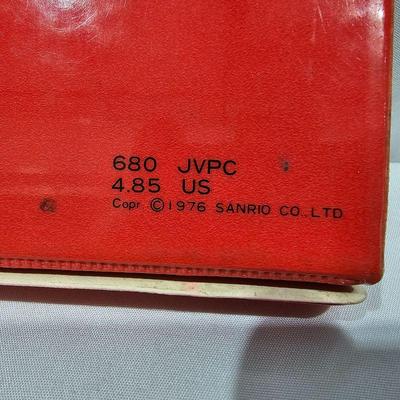 680 JVPC
4.85 US
Copr ©1976 SANRIO CO.,LTD